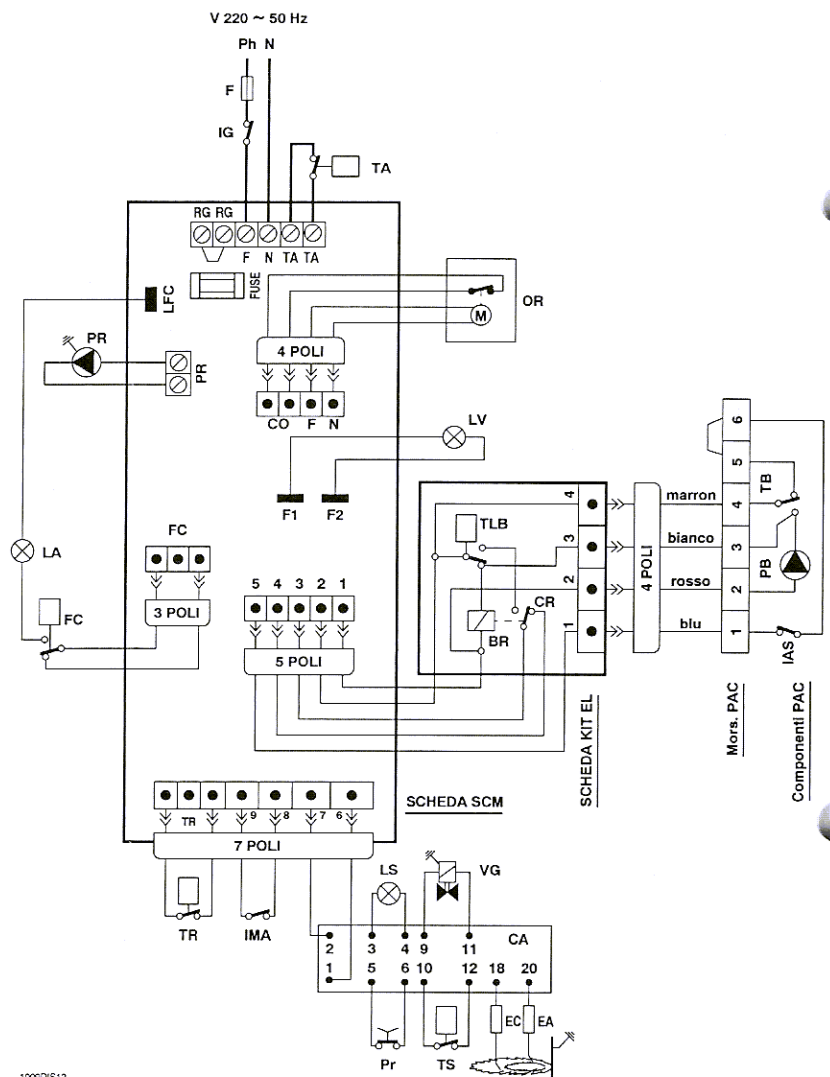 V 220 ~ 50 Hz
Ph N
F
IG
TA
RG RG
F N TA TA
FUSE
LFC
OR
M
PR
PR
4 POLI
CO F N
LV
F1 F2
LA
FC
3 POLI
FC
5 4 3 2 1
5 POLI
TLB
CR
BR
4
3
2
1
4 POLI
marron
bianco
rosso
blu
6
5
4
3
2
1
TB
PB
IAS
SCHEDA KIT EL
Mors. PAC
Componenti PAC
SCHEDA SCM
TR 9 8 7 6
7 POLI
TR
IMA
LS
VG
CA
2 3 4 9 11
1 5 6 10 12 18 20
EC EA
Pr
TS